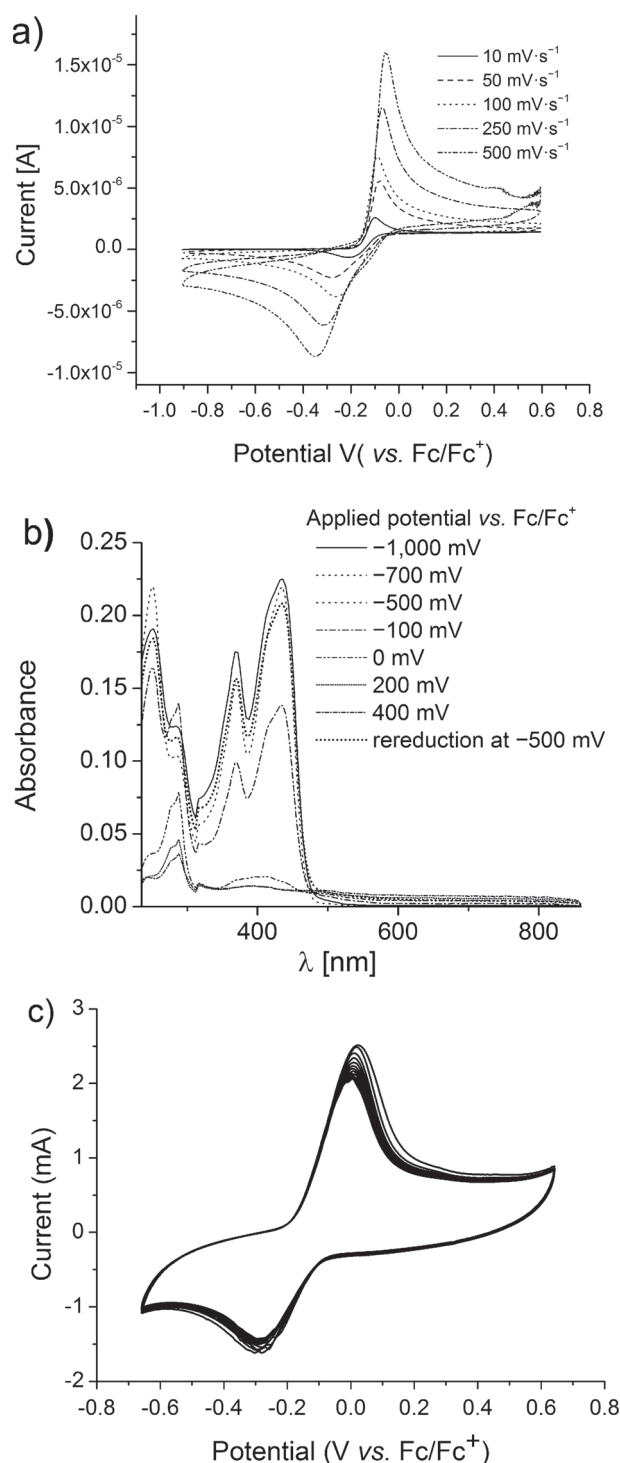 a)
10 mV·s⁻¹
50 mV·s⁻¹
100 mV·s⁻¹
250 mV·s⁻¹
500 mV·s⁻¹
1.5x10⁻⁵
1.0x10⁻⁵
5.0x10⁻⁶
0.0
-5.0x10⁻⁶
-1.0x10⁻⁵
Current [A]
-1.0 -0.8 -0.6 -0.4 -0.2 0.0 0.2 0.4 0.6 0.8
Potential V( vs. Fc/Fc⁺)
b)
Applied potential vs. Fc/Fc⁺
−1,000 mV
−700 mV
−500 mV
−100 mV
0 mV
200 mV
400 mV
rereduction at −500 mV
0.25
0.20
0.15
0.10
0.05
0.00
Absorbance
400 600 800
λ [nm]
c)
3
2
1
0
-1
-2
Current (mA)
-0.8 -0.6 -0.4 -0.2 0.0 0.2 0.4 0.6 0.8
Potential (V vs. Fc/Fc⁺)